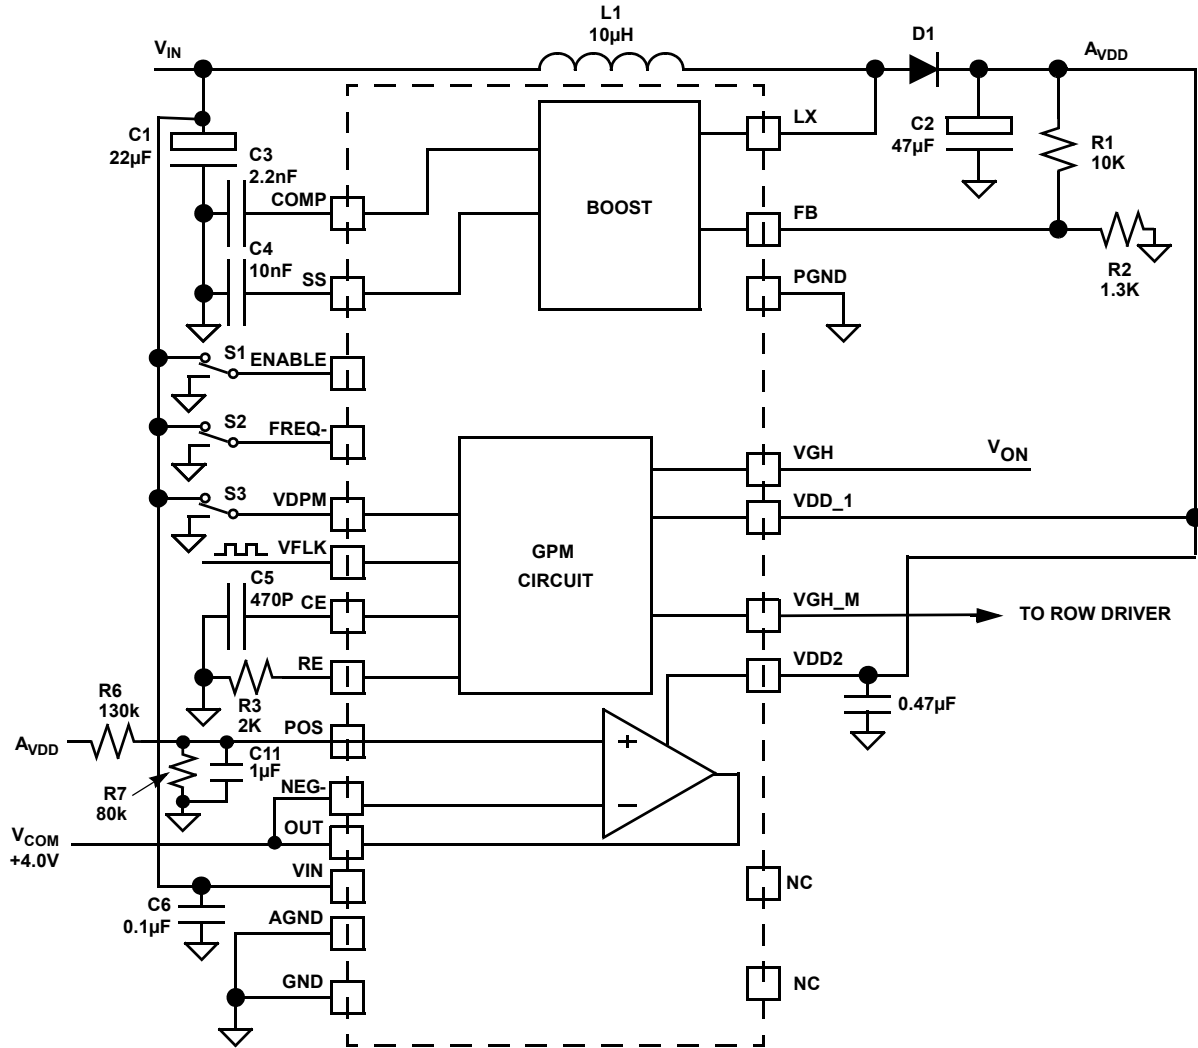 L1
10µH
D1
VIN
AVDD
C1
22µF
C3
2.2nF
COMP
C4
10nF
SS
BOOST
LX
C2
47µF
R1
10K
FB
R2
1.3K
PGND
S1
ENABLE
S2
FREQ-
S3
VDPM
VFLK
C5
470P
CE
RE
R3
2K
GPM
CIRCUIT
VGH
VON
VDD_1
VGH_M
TO ROW DRIVER
VDD2
0.47µF
R6
130k
AVDD
POS
C11
1µF
R7
80k
NEG-
+
−
VCOM
+4.0V
OUT
VIN
C6
0.1µF
AGND
GND
NC
NC